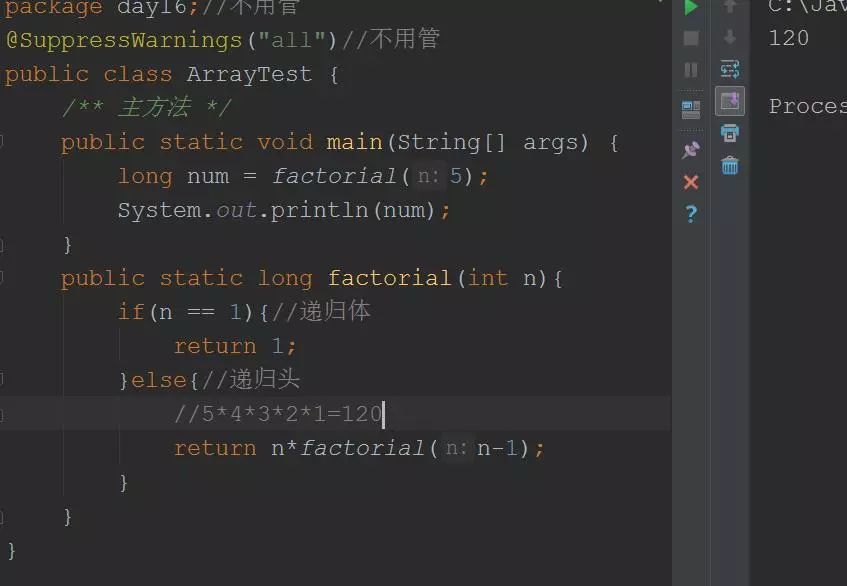 package day16;//不用管
@SuppressWarnings("all")//不用管
public class ArrayTest {
/** 主方法 */
public static void main(String[] args) {
long num = factorial( n: 5);
System.out.println(num);
}
public static long factorial(int n){
if(n == 1){//递归体
return 1;
}else{//递归头
//5*4*3*2*1=120
return n*factorial( n: n-1);
}
}
}
C:\Jav
120
Proces